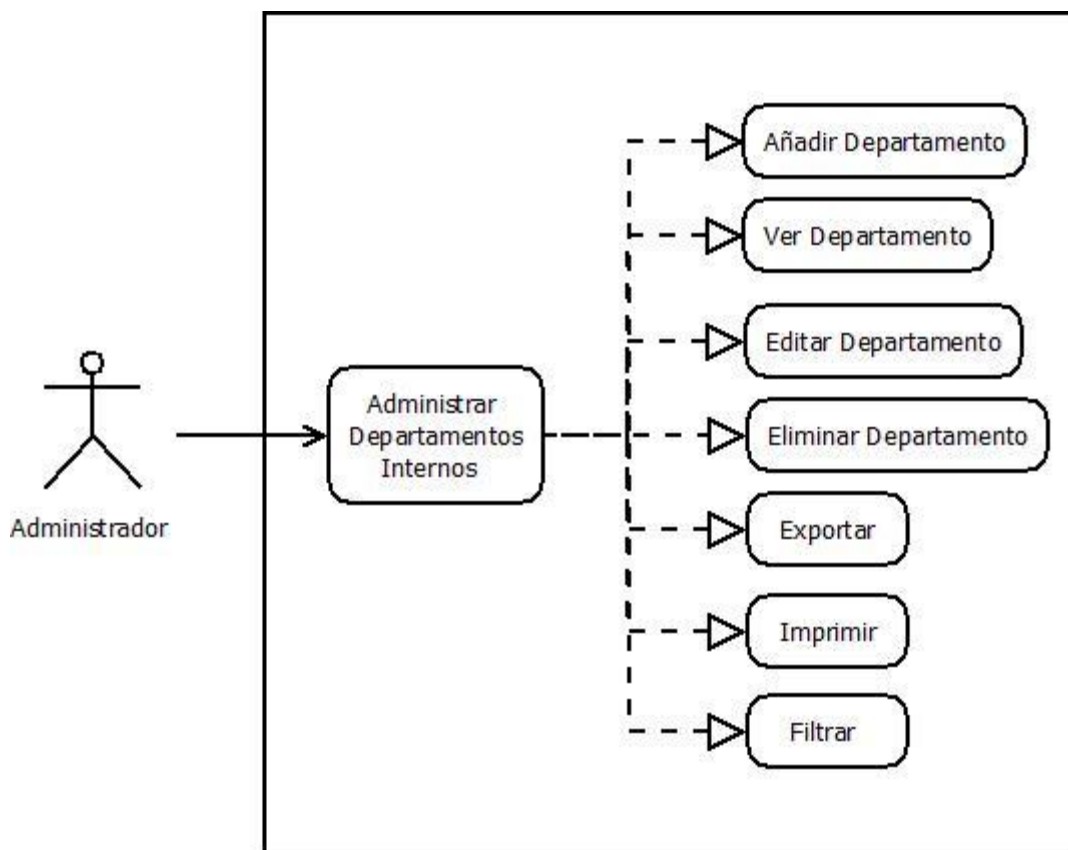 Añadir Departamento
Ver Departamento
Editar Departamento
Administrar
Departamentos
Internos
Eliminar Departamento
Administrador
Exportar
Imprimir
Filtrar